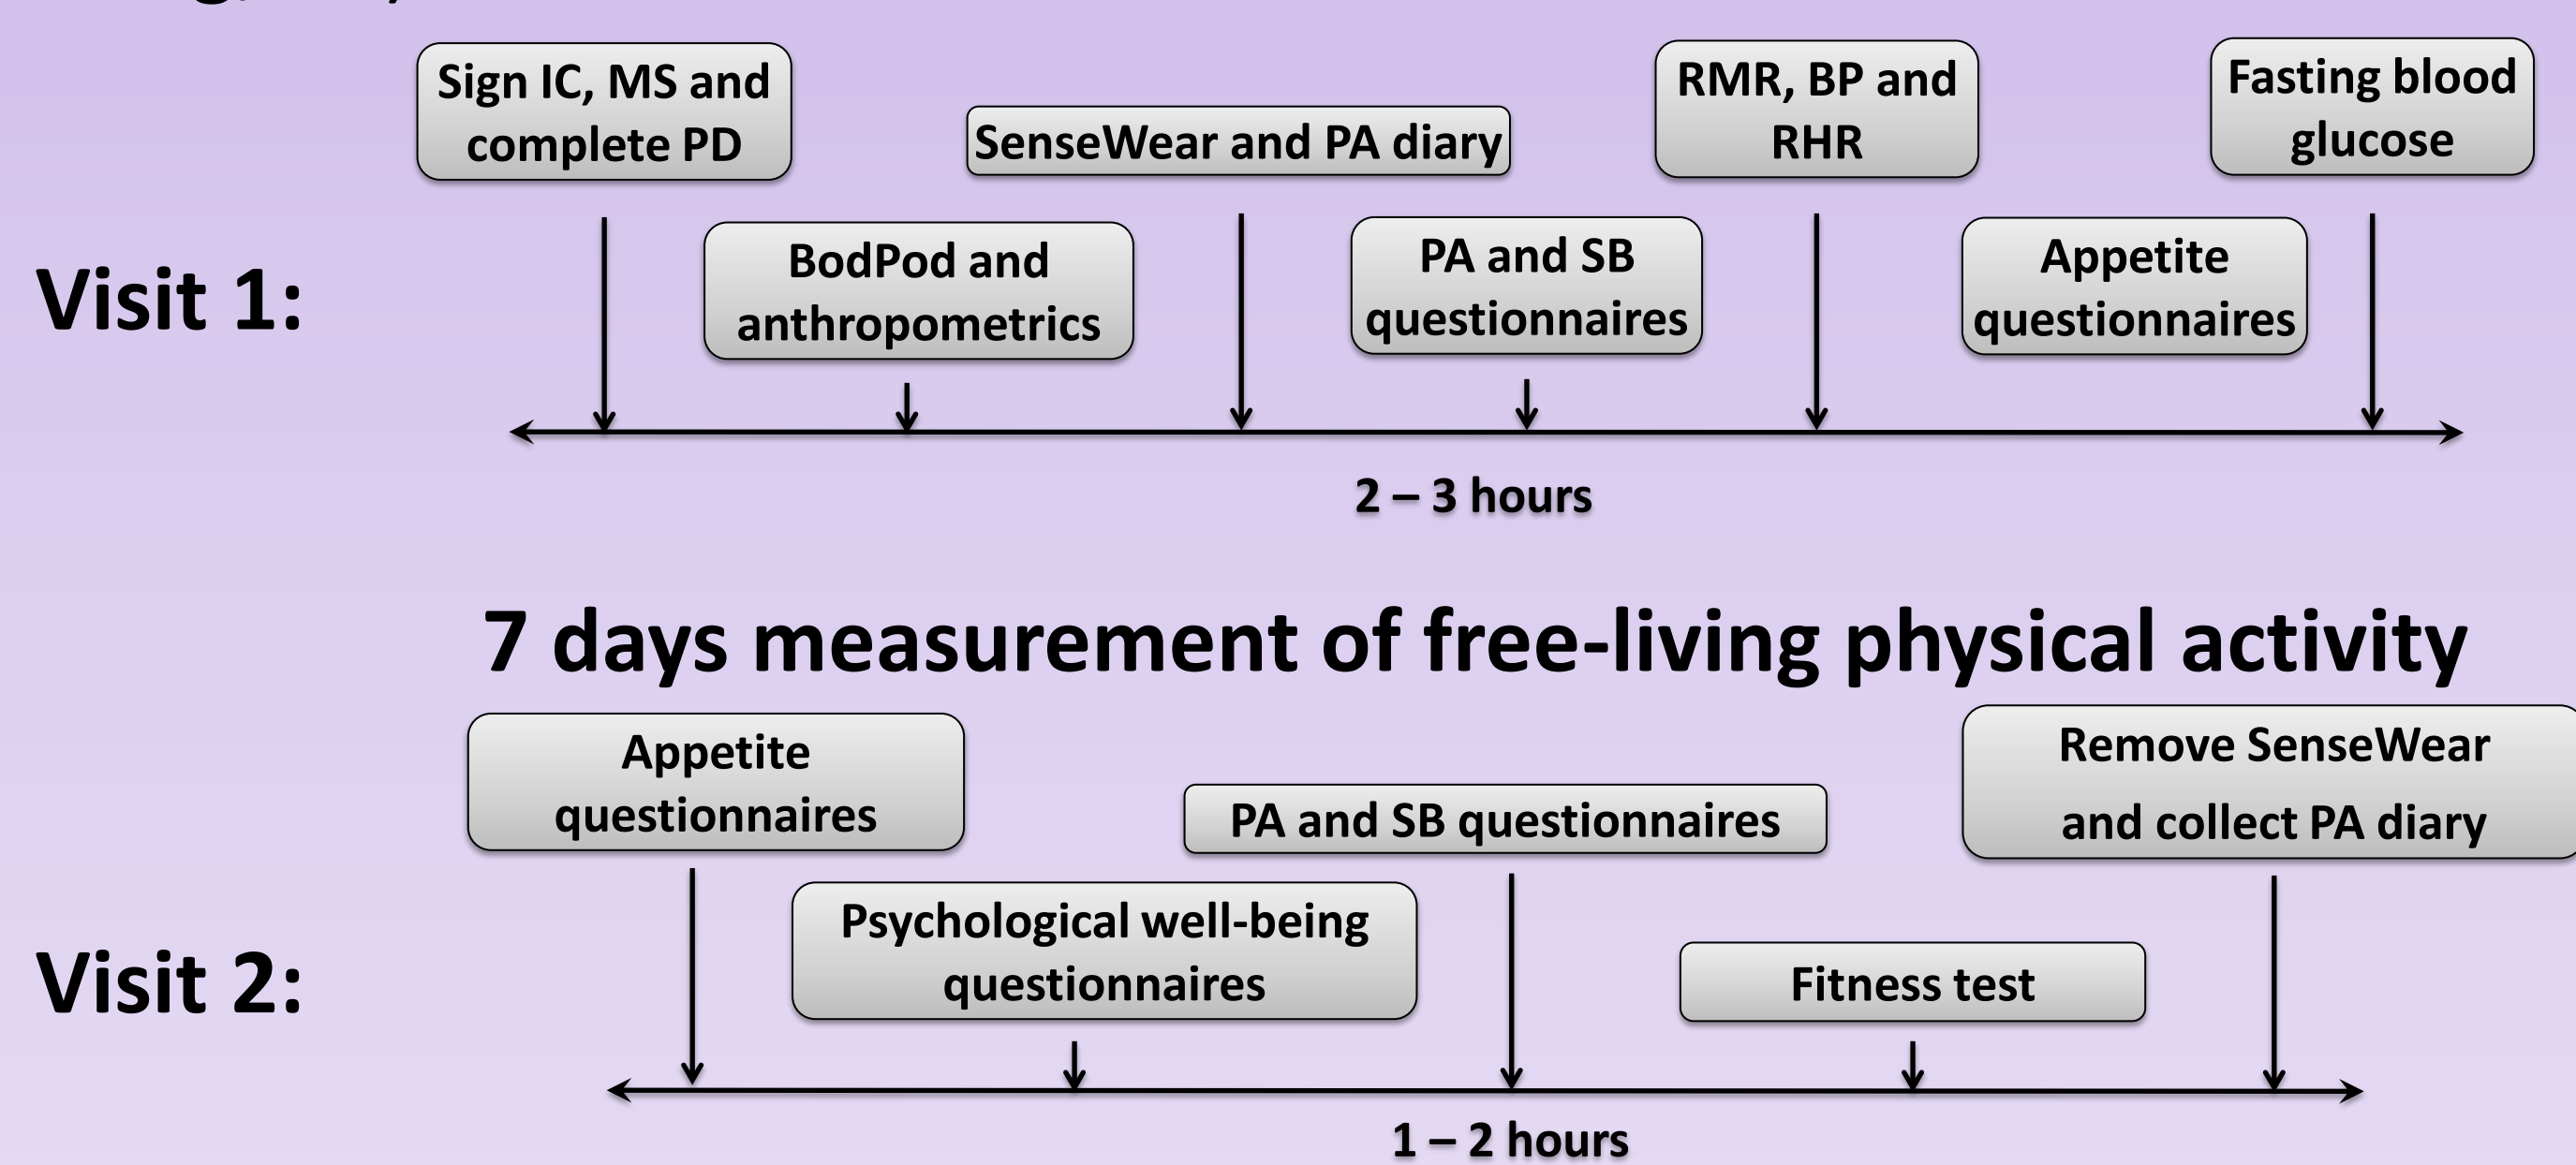 Sign IC, MS and
complete PD
SenseWear and PA diary
RMR, BP and
RHR
Fasting blood
glucose
Visit 1:
BodPod and
anthropometrics
PA and SB
questionnaires
Appetite
questionnaires
2 – 3 hours
7 days measurement of free-living physical activity
Appetite
questionnaires
PA and SB questionnaires
Remove SenseWear
and collect PA diary
Visit 2:
Psychological well-being
questionnaires
Fitness test
1 – 2 hours